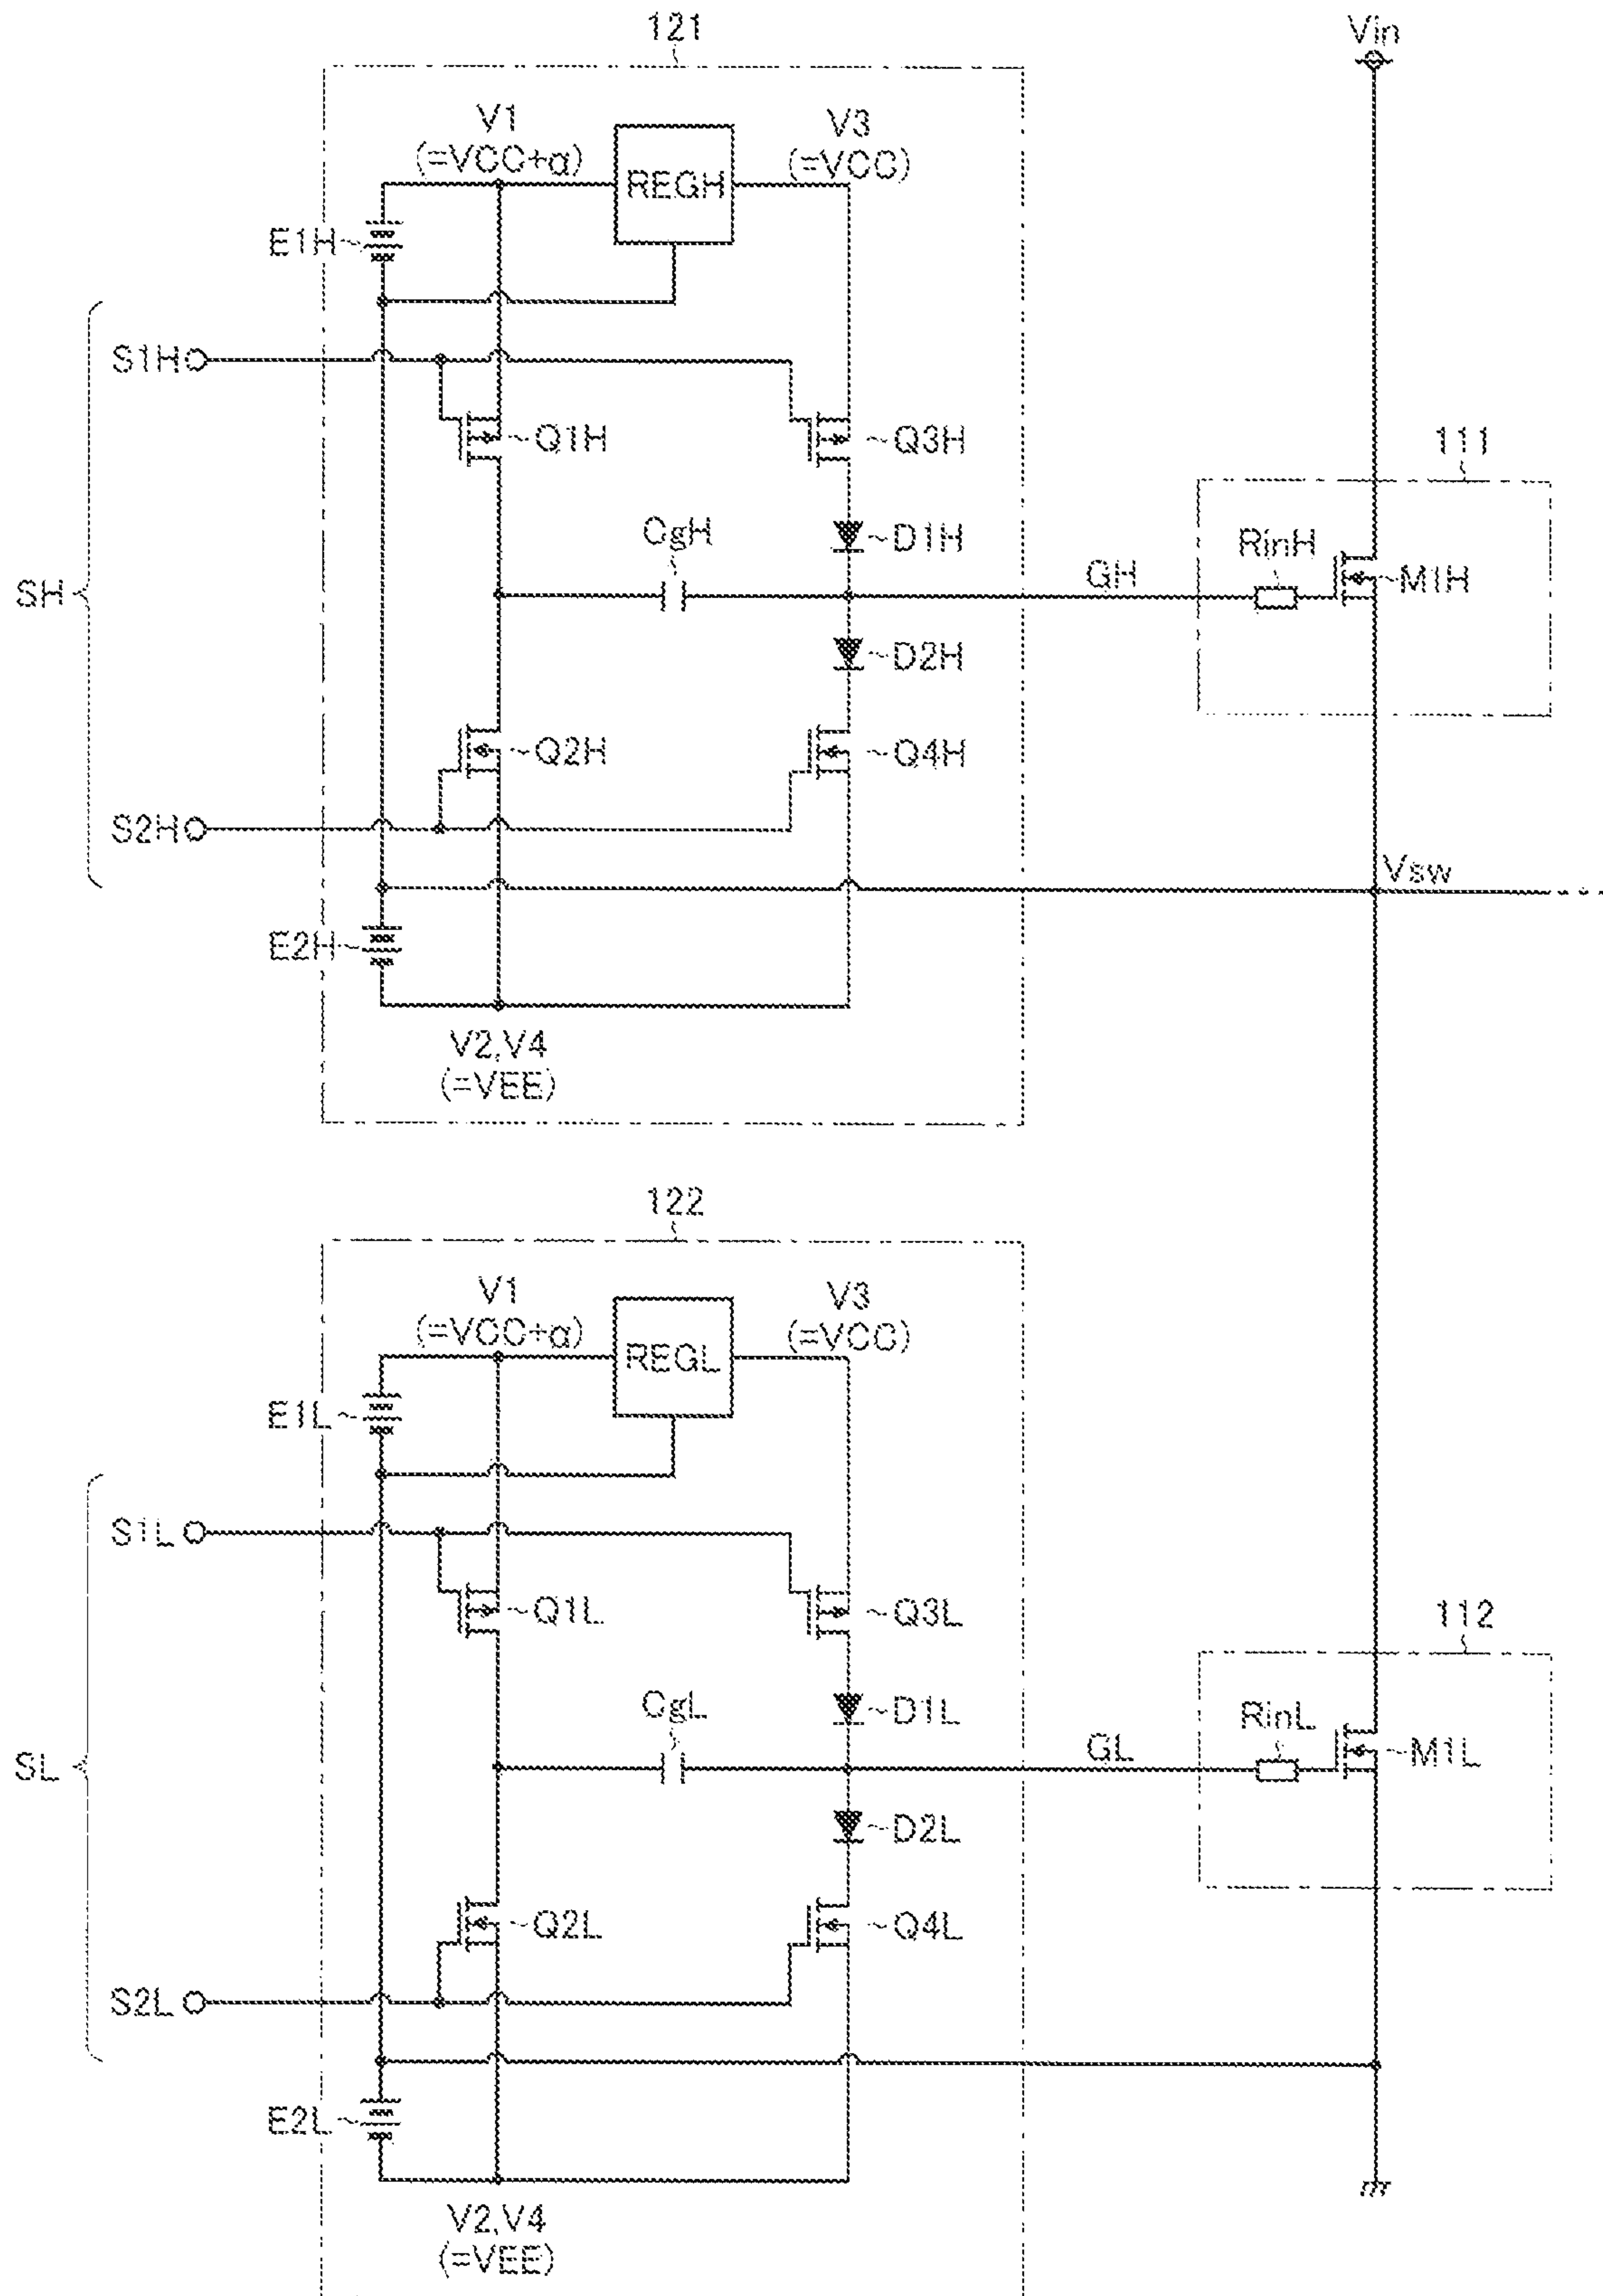 121
Vin
V1
(=VCC+α)
REGH
V3
(=VCC)
E1H
S1H
Q1H
Q3H
111
CgH
D1H
GH
RinH
M1H
SH
D2H
Q2H
Q4H
S2H
Vsw
E2H
V2,V4
(=VEE)
122
V1
(=VCC+α)
REGL
V3
(=VCC)
E1L
S1L
Q1L
Q3L
112
CgL
D1L
GL
RinL
M1L
SL
D2L
Q2L
Q4L
S2L
E2L
V2,V4
(=VEE)